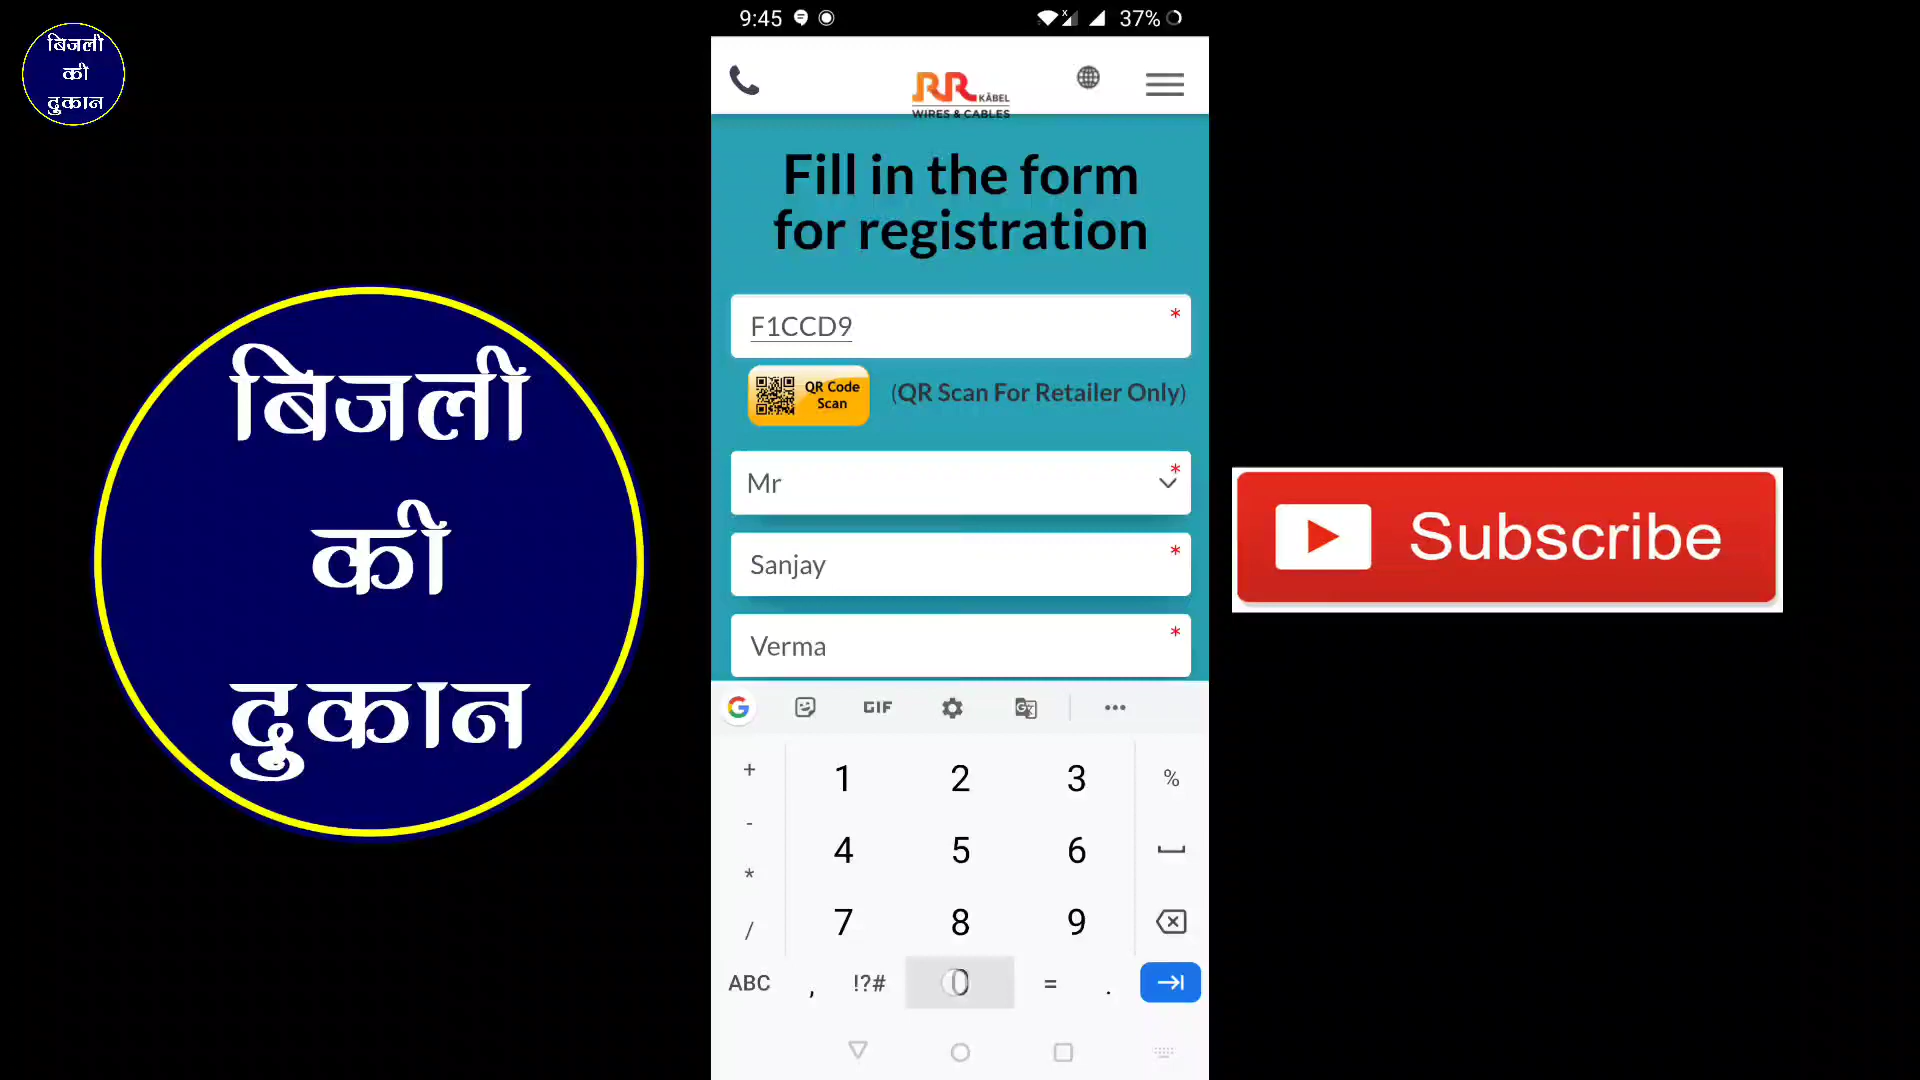 बिजली
की
दुकान
बिजली
की
दुकान
9:45
37%
RR KABEL
WIRES & CABLES
Fill in the form
for registration
F1CCD9 *
QR Code
Scan
(QR Scan For Retailer Only)
Mr *
Sanjay *
Verma *
G GIF
+ 1 2 3 %
- 4 5 6
* 7 8 9
/
ABC , !?# 0 = .
Subscribe